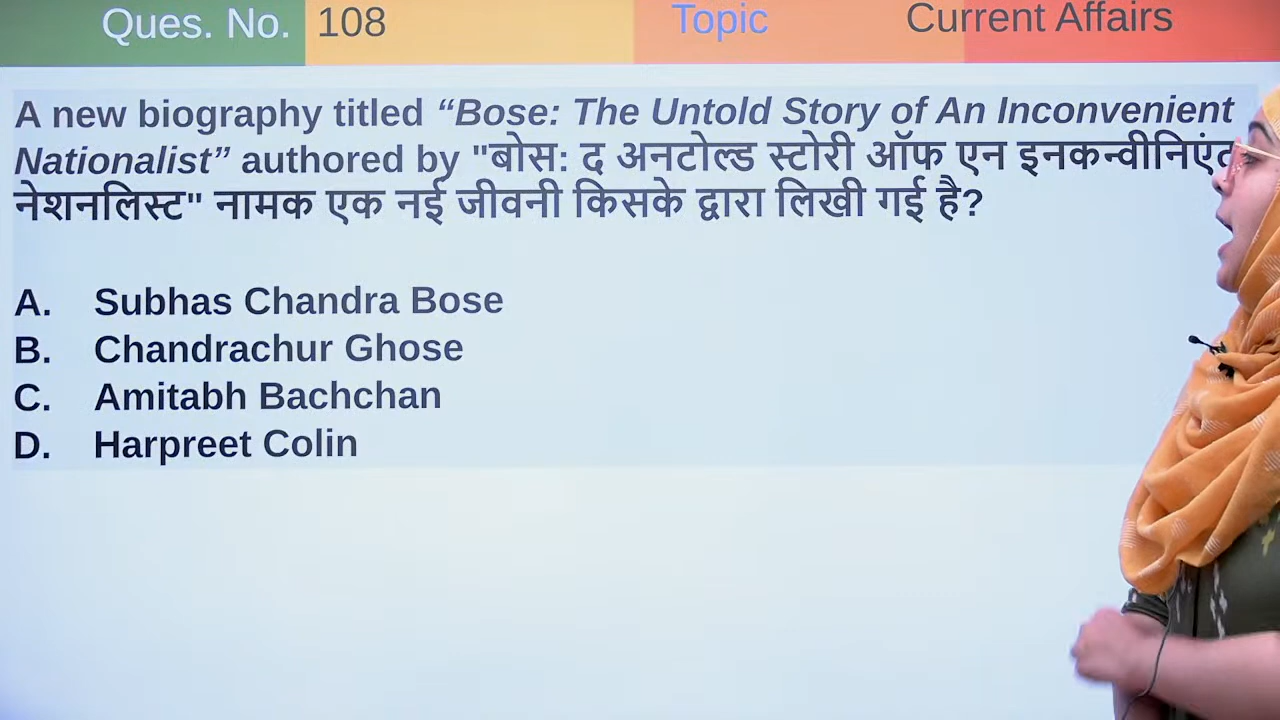 Ques. No. 108 Topic Current Affairs
A new biography titled “Bose: The Untold Story of An Inconvenient
Nationalist” authored by "बोस: द अनटोल्ड स्टोरी ऑफ एन इनकन्वीनिएंट
नेशनलिस्ट" नामक एक नई जीवनी किसके द्वारा लिखी गई है?
A. Subhas Chandra Bose
B. Chandrachur Ghose
C. Amitabh Bachchan
D. Harpreet Colin